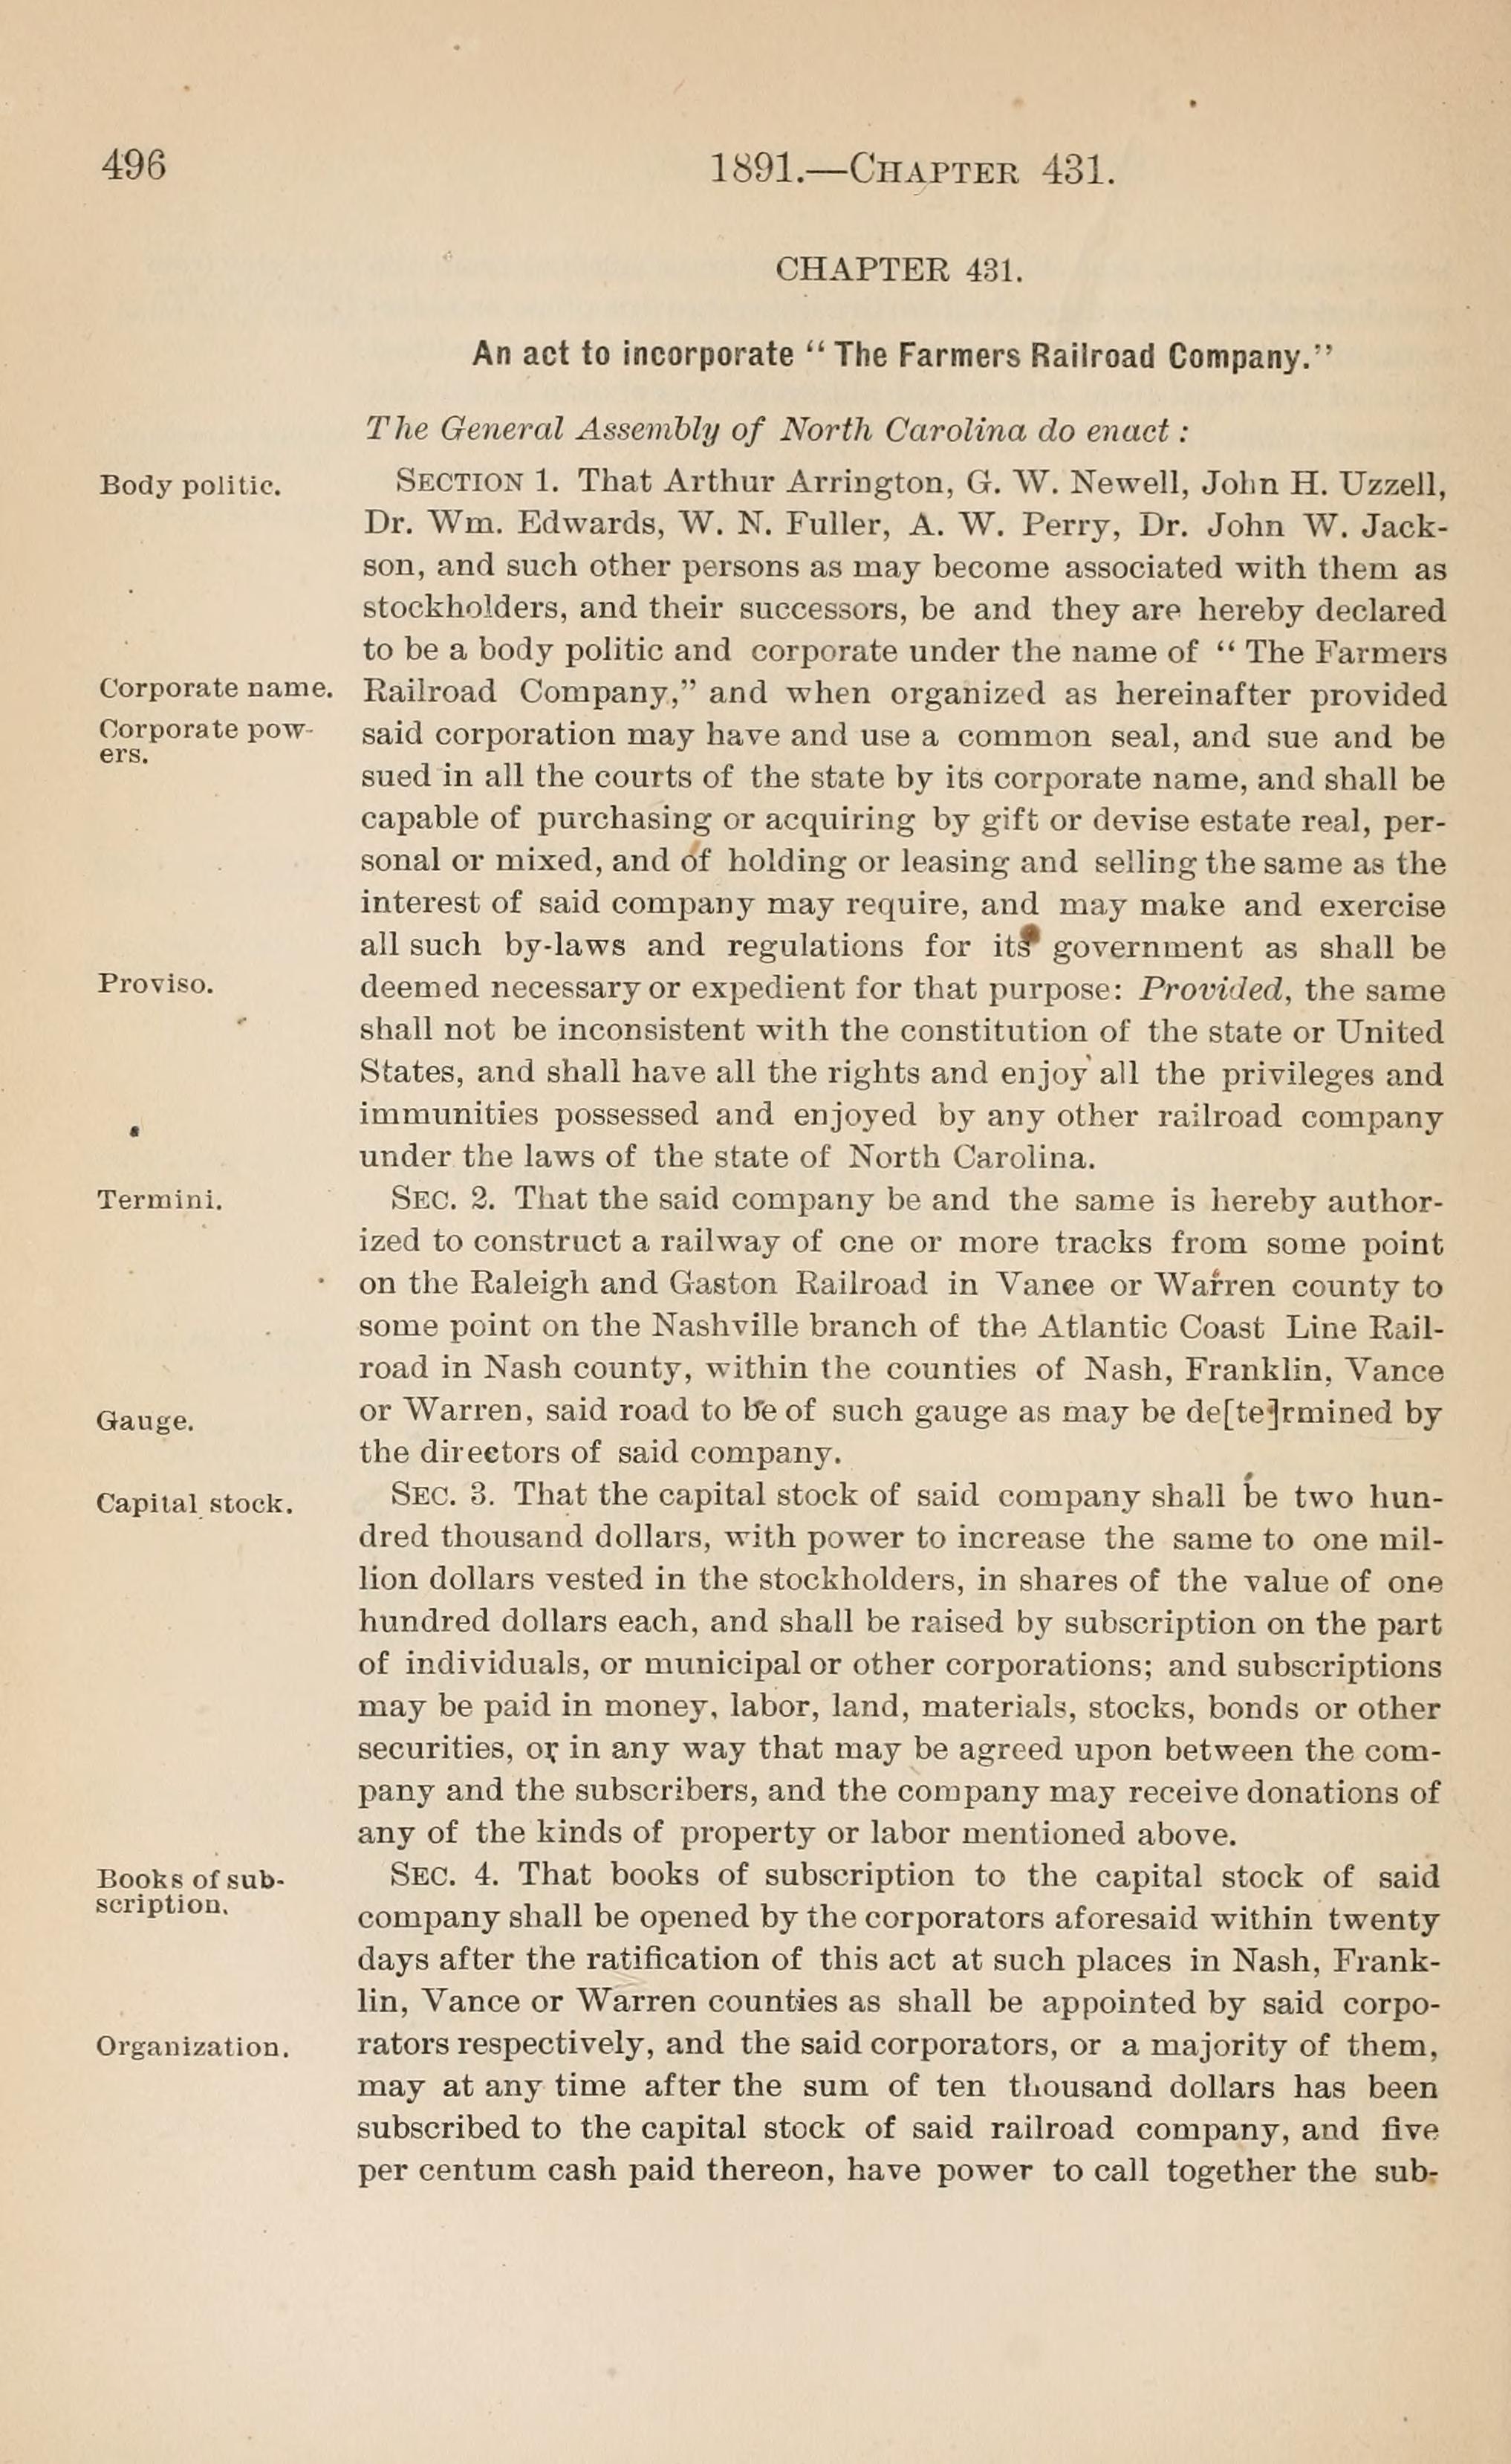 496
1891.—CHAPTER 431.
CHAPTER 431.
An act to incorporate “ The Farmers Railroad Company.”
The General Assembly of North Carolina do enact :
Body politic.
SECTION 1. That Arthur Arrington, G. W. Newell, John H. Uzzell,
Dr. Wm. Edwards, W. N. Fuller, A. W. Perry, Dr. John W. Jack-
son, and such other persons as may become associated with them as
stockholders, and their successors, be and they are hereby declared
to be a body politic and corporate under the name of “ The Farmers
Corporate name.
Railroad Company,” and when organized as hereinafter provided
Corporate pow-
ers.
said corporation may have and use a common seal, and sue and be
sued in all the courts of the state by its corporate name, and shall be
capable of purchasing or acquiring by gift or devise estate real, per-
sonal or mixed, and of holding or leasing and selling the same as the
interest of said company may require, and may make and exercise
all such by-laws and regulations for its government as shall be
Proviso.
deemed necessary or expedient for that purpose: Provided, the same
shall not be inconsistent with the constitution of the state or United
States, and shall have all the rights and enjoy all the privileges and
immunities possessed and enjoyed by any other railroad company
under the laws of the state of North Carolina.
Termini.
SEC. 2. That the said company be and the same is hereby author-
ized to construct a railway of one or more tracks from some point
on the Raleigh and Gaston Railroad in Vance or Warren county to
some point on the Nashville branch of the Atlantic Coast Line Rail-
road in Nash county, within the counties of Nash, Franklin, Vance
Gauge.
or Warren, said road to be of such gauge as may be de[te]rmined by
the directors of said company.
Capital stock.
SEC. 3. That the capital stock of said company shall be two hun-
dred thousand dollars, with power to increase the same to one mil-
lion dollars vested in the stockholders, in shares of the value of one
hundred dollars each, and shall be raised by subscription on the part
of individuals, or municipal or other corporations; and subscriptions
may be paid in money, labor, land, materials, stocks, bonds or other
securities, or in any way that may be agreed upon between the com-
pany and the subscribers, and the company may receive donations of
any of the kinds of property or labor mentioned above.
Books of sub-
scription.
SEC. 4. That books of subscription to the capital stock of said
company shall be opened by the corporators aforesaid within twenty
days after the ratification of this act at such places in Nash, Frank-
lin, Vance or Warren counties as shall be appointed by said corpo-
Organization.
rators respectively, and the said corporators, or a majority of them,
may at any time after the sum of ten thousand dollars has been
subscribed to the capital stock of said railroad company, and five
per centum cash paid thereon, have power to call together the sub-